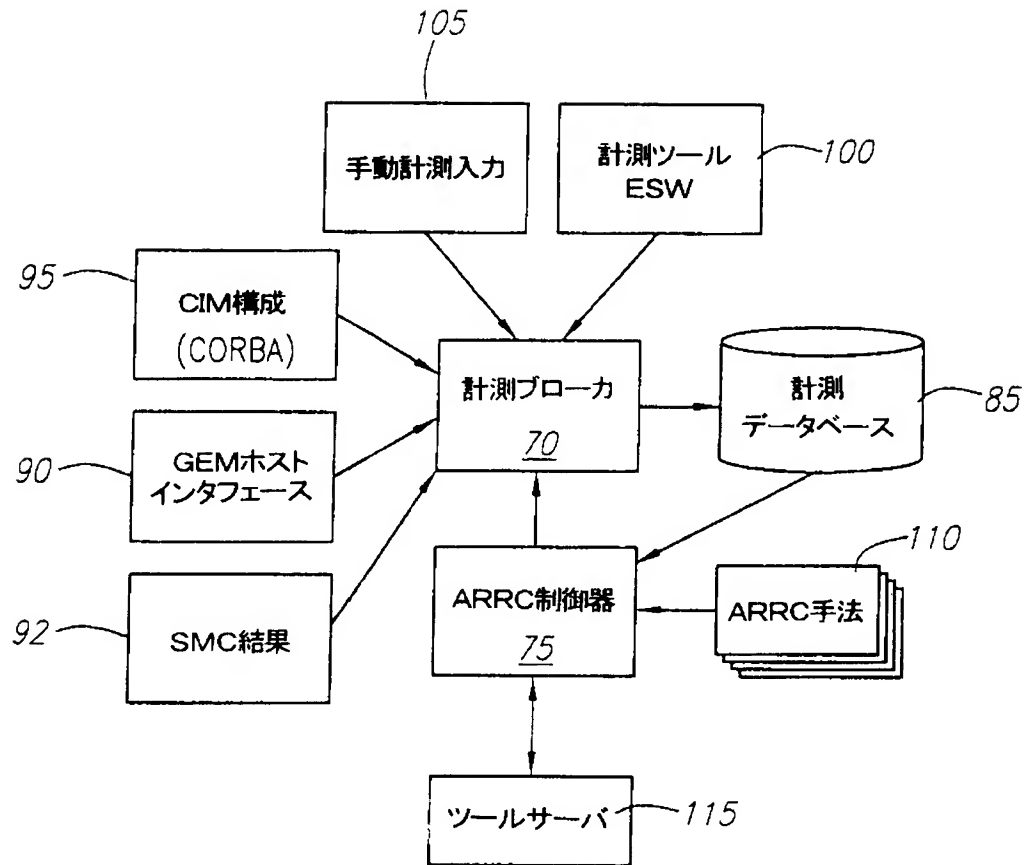 105
手動計測入力
計測ツール
ESW
100
95
CIM構成
(CORBA)
計測ブローカ
70
計測
データベース
85
90
GEMホスト
インタフェース
92
SMC結果
ARRC制御器
75
110
ARRC手法
ツールサーバ
115